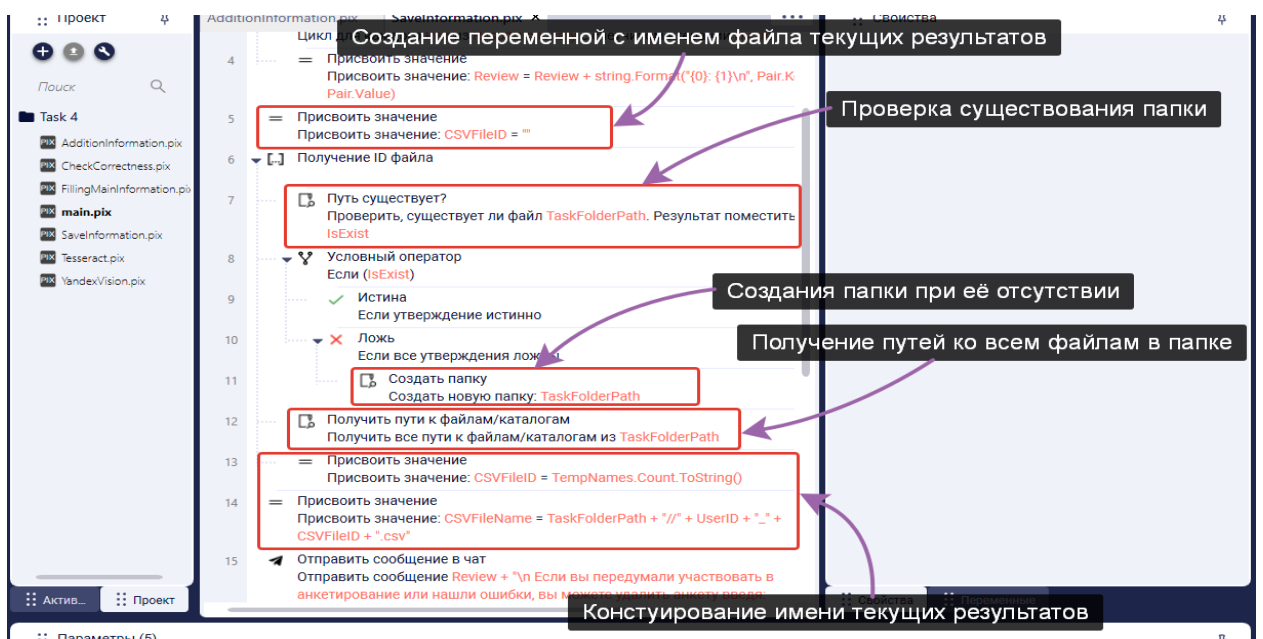 Проект
AdditionInformation.pix SaveInformation.pix X
Свойства
Создание переменной с именем файла текущих результатов
Поиск
Task 4
AdditionInformation.pix
CheckCorrectness.pix
FillingMainInformation.pix
main.pix
SaveInformation.pix
Tesseract.pix
YandexVision.pix
Цикл
4 Присвоить значение
Присвоить значение: Review = Review + string.Format("{0}: {1}\n", Pair.K
Pair.Value)
5 Присвоить значение
Присвоить значение: CSVFileID = ""
6 [...] Получение ID файла
Проверка существования папки
7 Путь существует?
Проверить, существует ли файл TaskFolderPath. Результат поместить
IsExist
8 Условный оператор
Если (IsExist)
9 Истина
Если утверждение истинно
Создания папки при её отсутствии
10 Ложь
Если все утверждения
Получение путей ко всем файлам в папке
11 Создать папку
Создать новую папку: TaskFolderPath
12 Получить пути к файлам/каталогам
Получить все пути к файлам/каталогам из TaskFolderPath
13 Присвоить значение
Присвоить значение: CSVFileID = TempNames.Count.ToString()
14 Присвоить значение
Присвоить значение: CSVFileName = TaskFolderPath + "//" + UserID + "_" +
CSVFileID + ".csv"
15 Отправить сообщение в чат
Отправить сообщение Review + "\n Если вы передумали участвовать в
анкетирование или нашли ошибки, вы можете удалить анкету введя:
Констуирование имени текущих результатов
Актив... Проект
Свойства Переменные
Параметры (5)